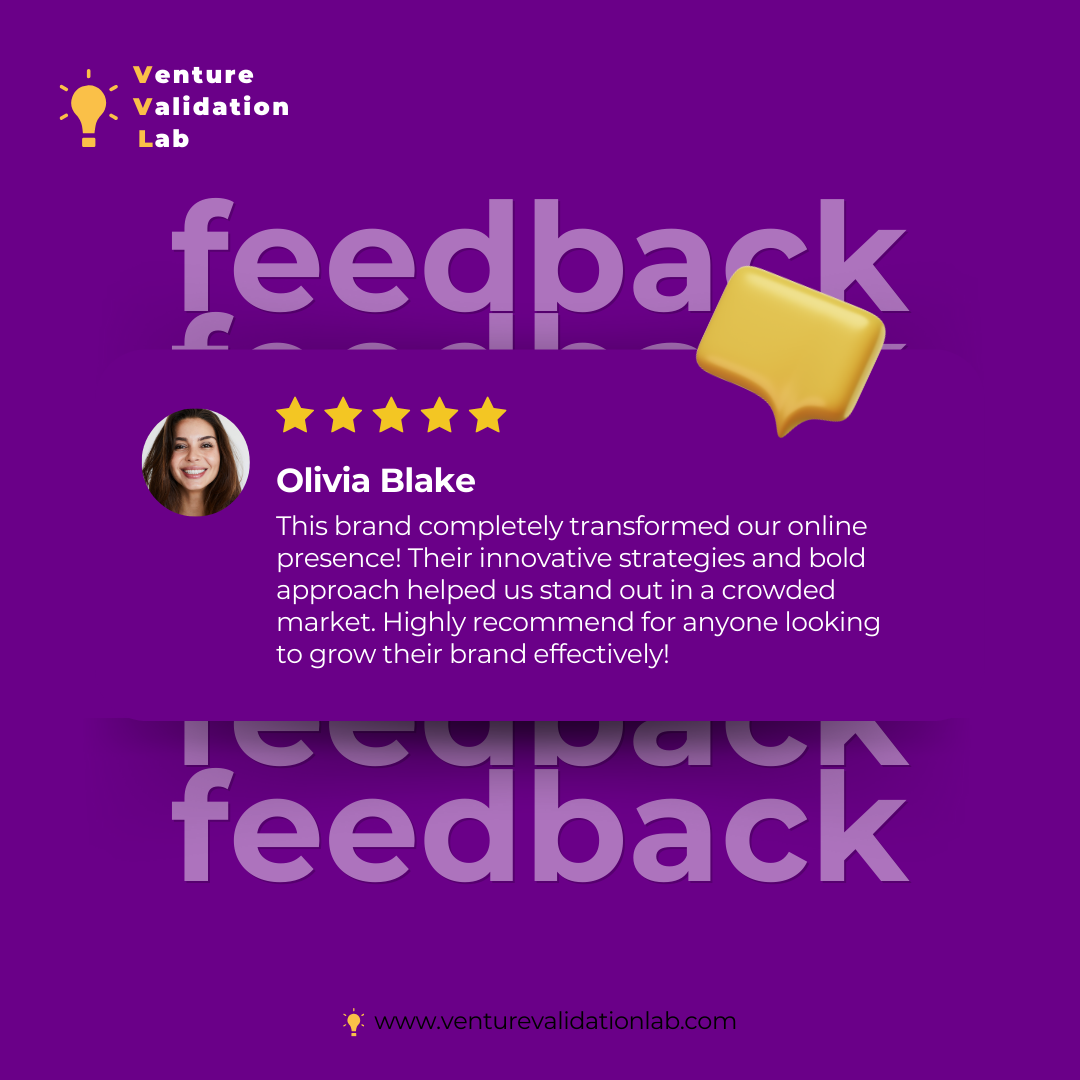 Venture
Validation
Lab
feedback
feedback
Olivia Blake
This brand completely transformed our online
presence! Their innovative strategies and bold
approach helped us stand out in a crowded
market. Highly recommend for anyone looking
to grow their brand effectively!
feedback
feedback
www.venturevalidationlab.com